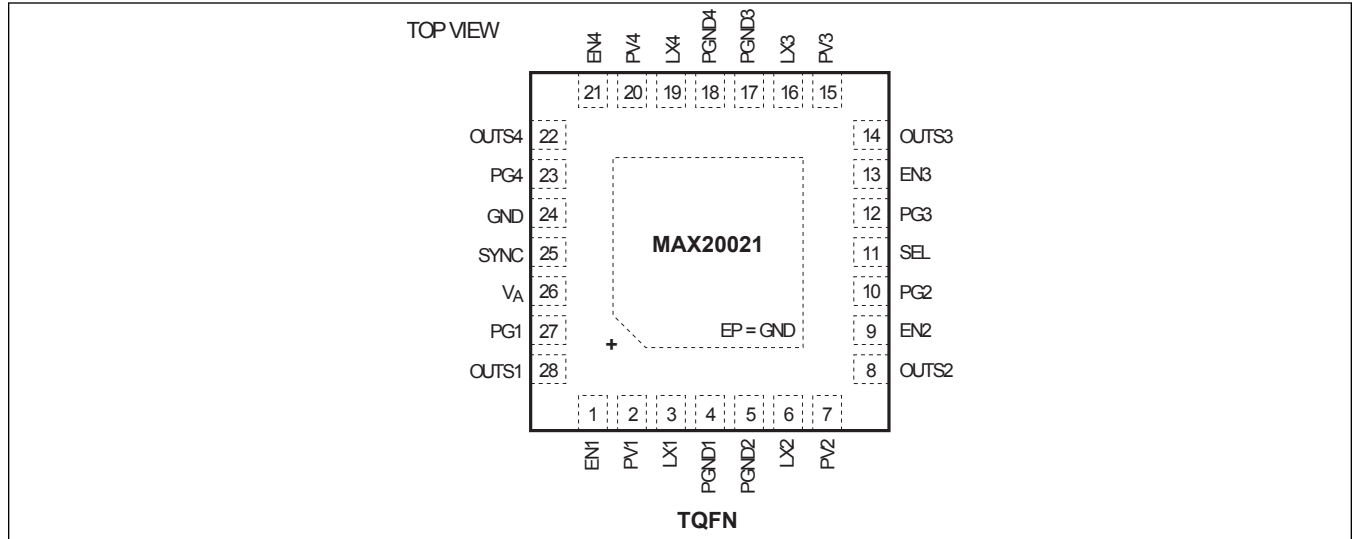 TOP VIEW
EN4 PV4 LX4 PGND4 PGND3 LX3 PV3
21 20 19 18 17 16 15
OUTS4 22 14 OUTS3
PG4 23 13 EN3
GND 24 12 PG3
MAX20021
SYNC 25 11 SEL
VA 26 10 PG2
PG1 27 EP = GND 9 EN2
+
OUTS1 28 8 OUTS2
1 2 3 4 5 6 7
EN1 PV1 LX1 PGND1 PGND2 LX2 PV2
TQFN